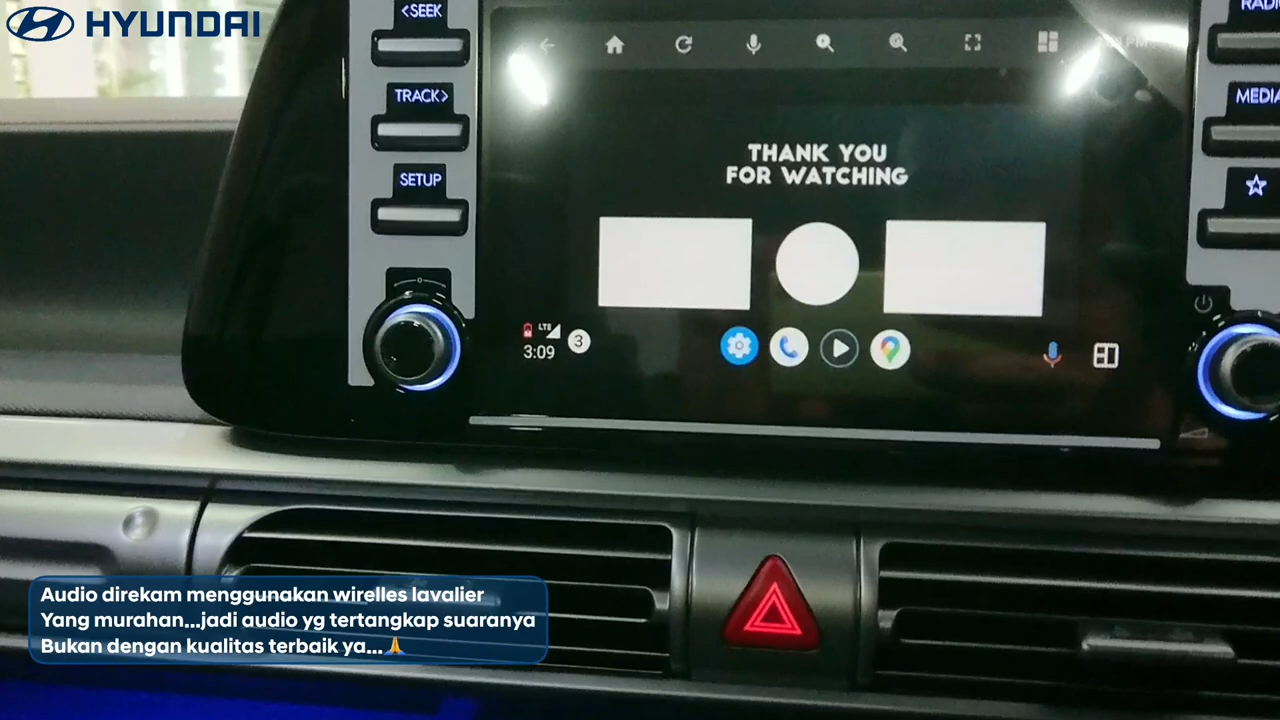 HYUNDAI
<SEEK
TRACK>
SETUP
THANK YOU
FOR WATCHING
LTE
3:09
3
MEDIA
Audio direkam menggunakan wirelles lavalier
Yang murahan...jadi audio yg tertangkap suaranya
Bukan dengan kualitas terbaik ya...🙏